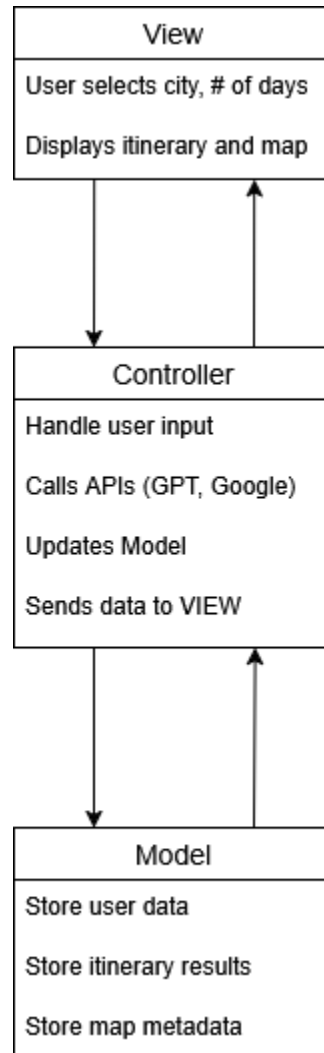 View
User selects city, # of days
Displays itinerary and map
Controller
Handle user input
Calls APIs (GPT, Google)
Updates Model
Sends data to VIEW
Model
Store user data
Store itinerary results
Store map metadata